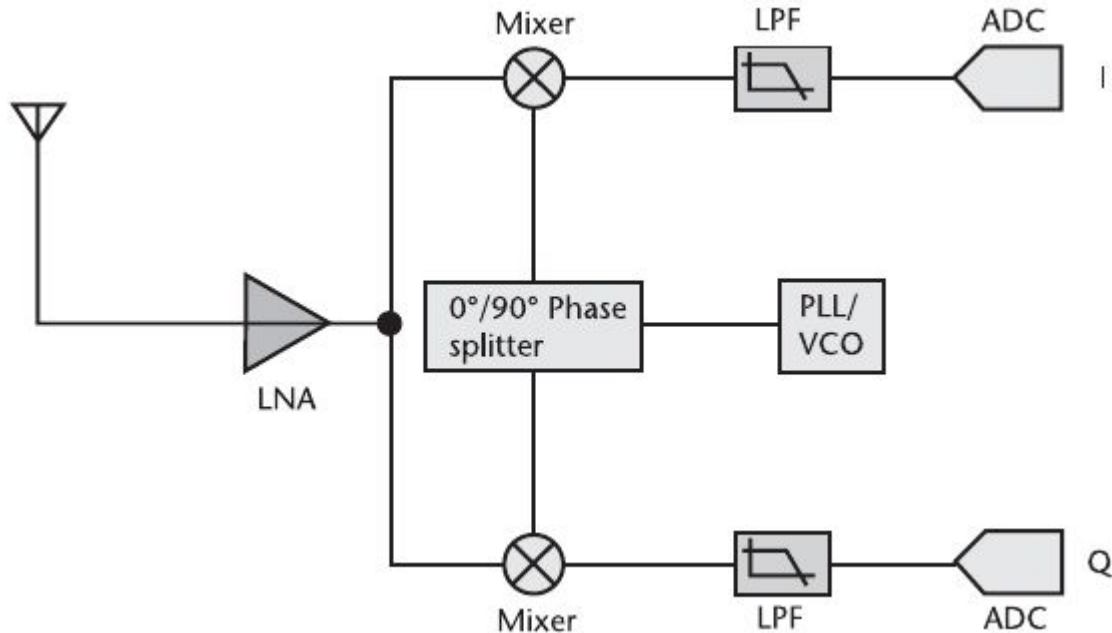 Mixer
LPF
ADC
I
0°/90° Phase
splitter
PLL/
VCO
LNA
Mixer
LPF
ADC
Q